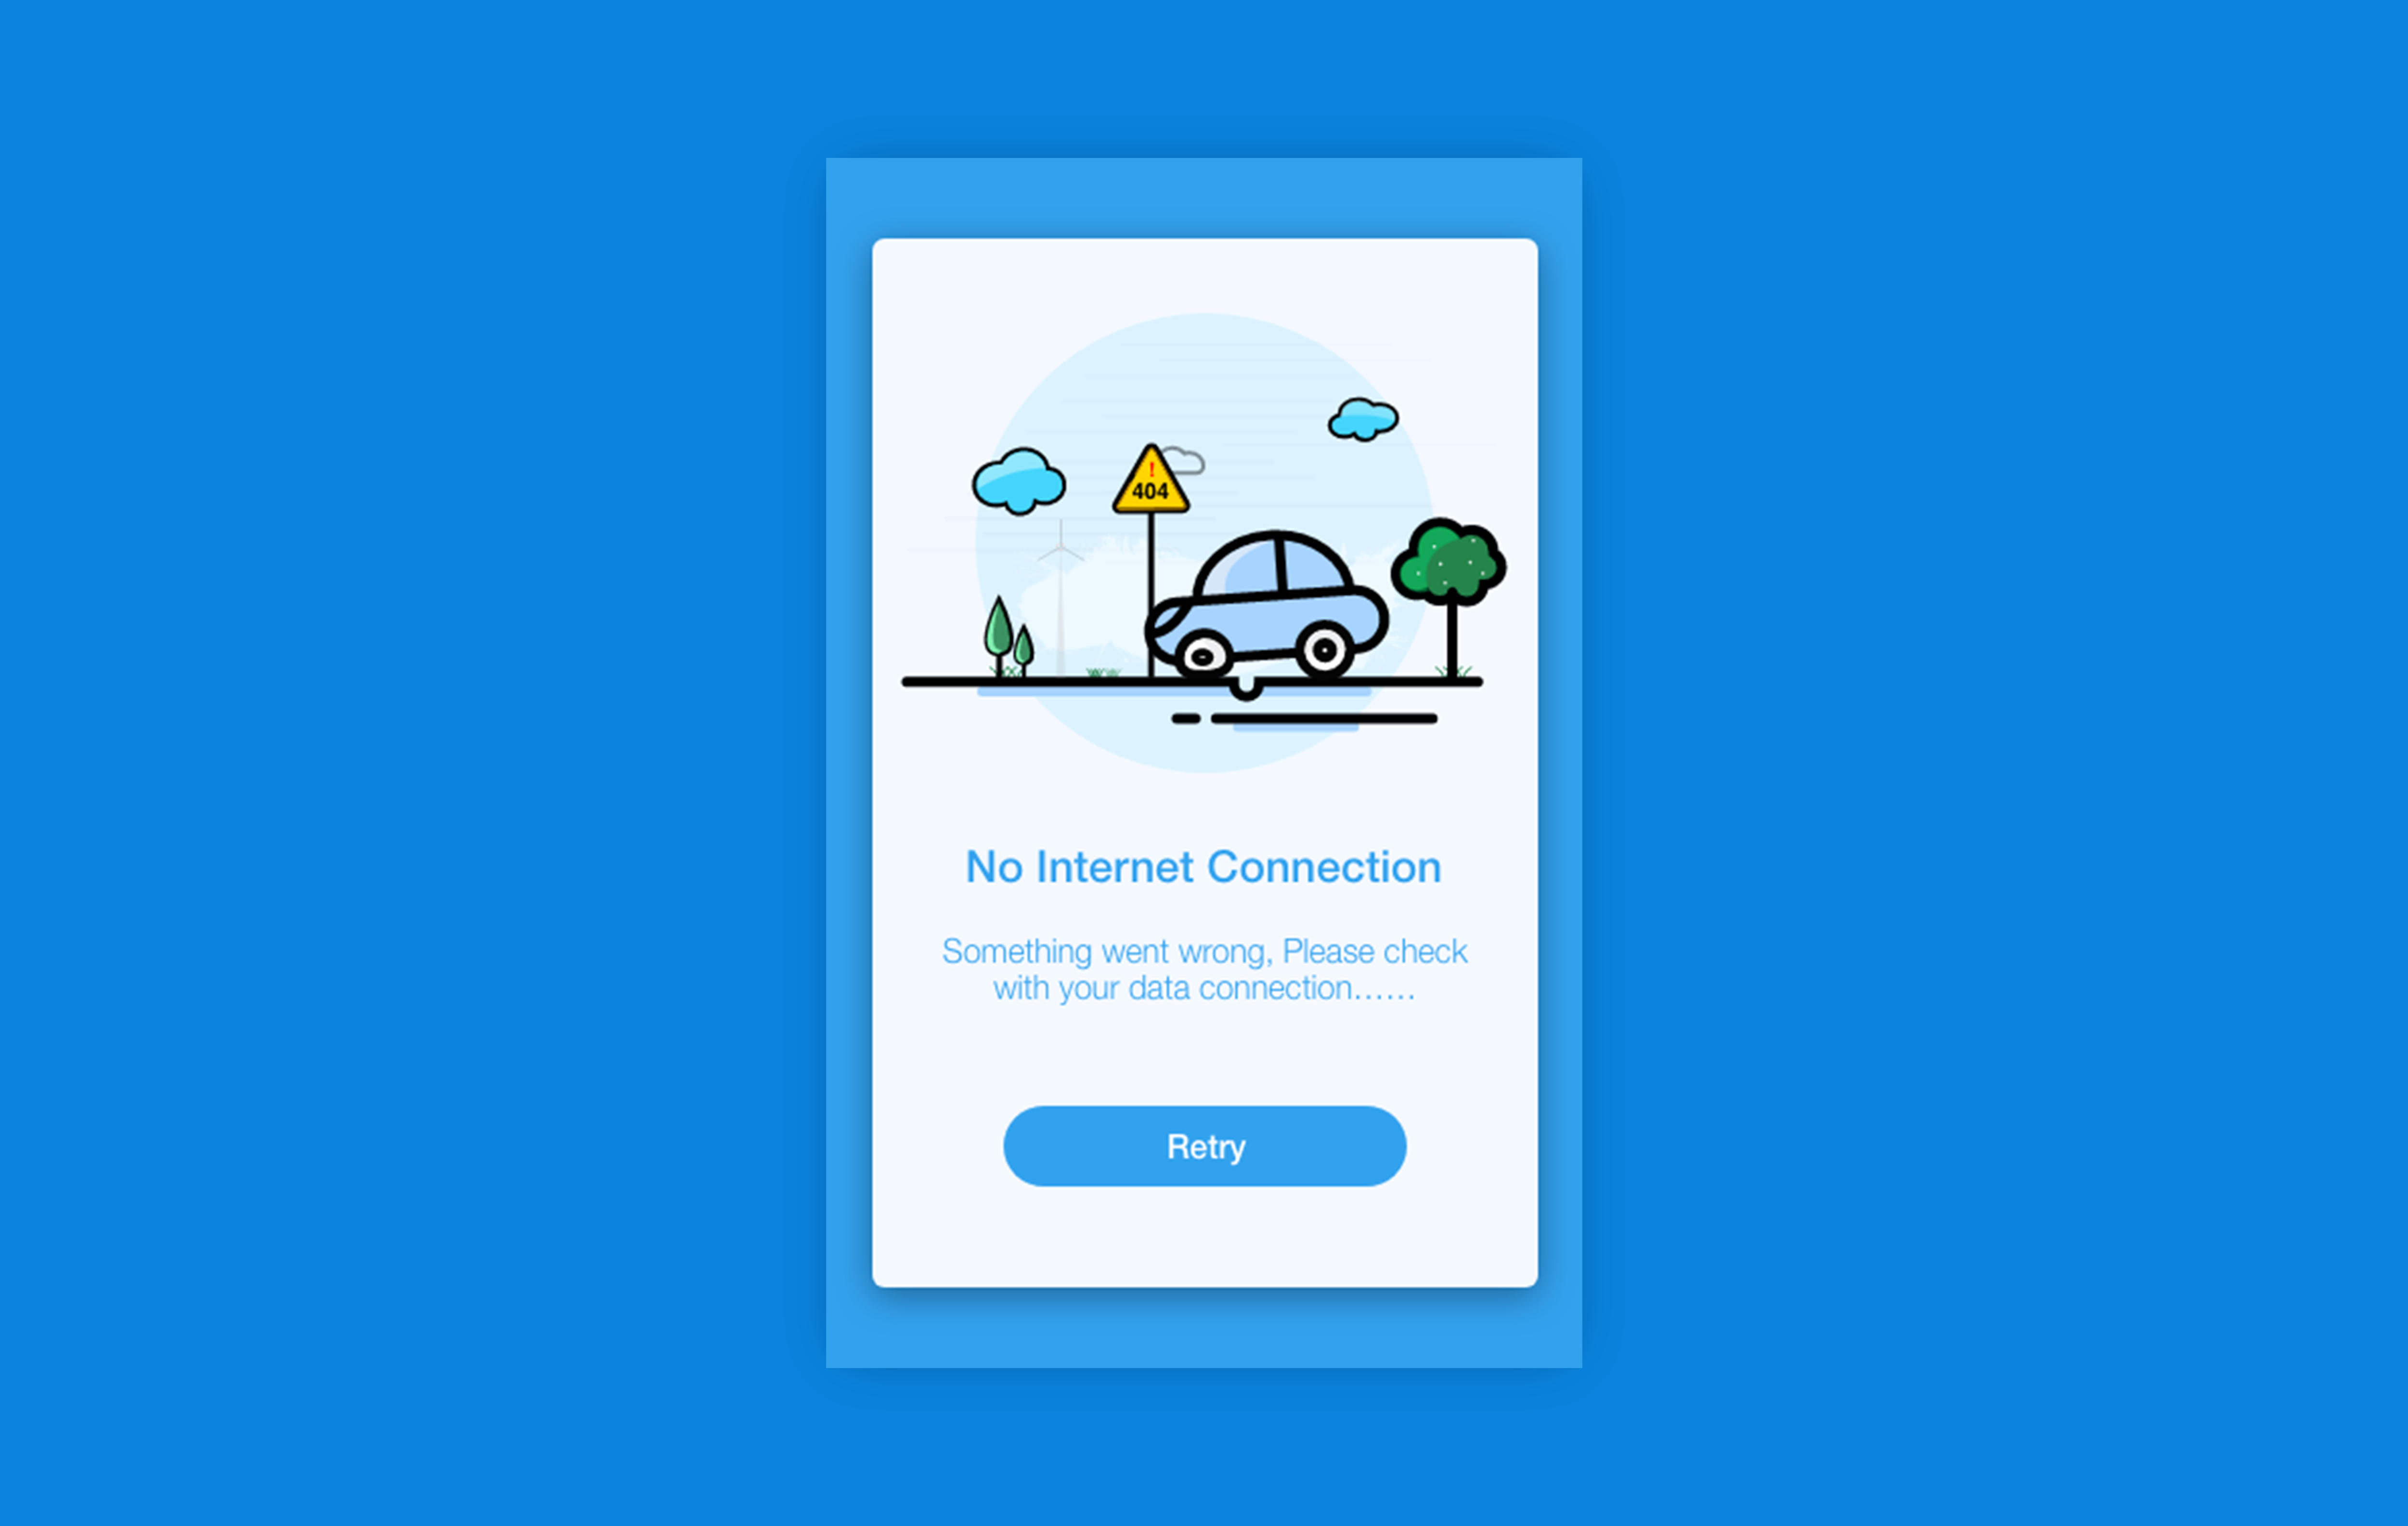 !
404
No Internet Connection
Something went wrong, Please check
with your data connection......
Retry